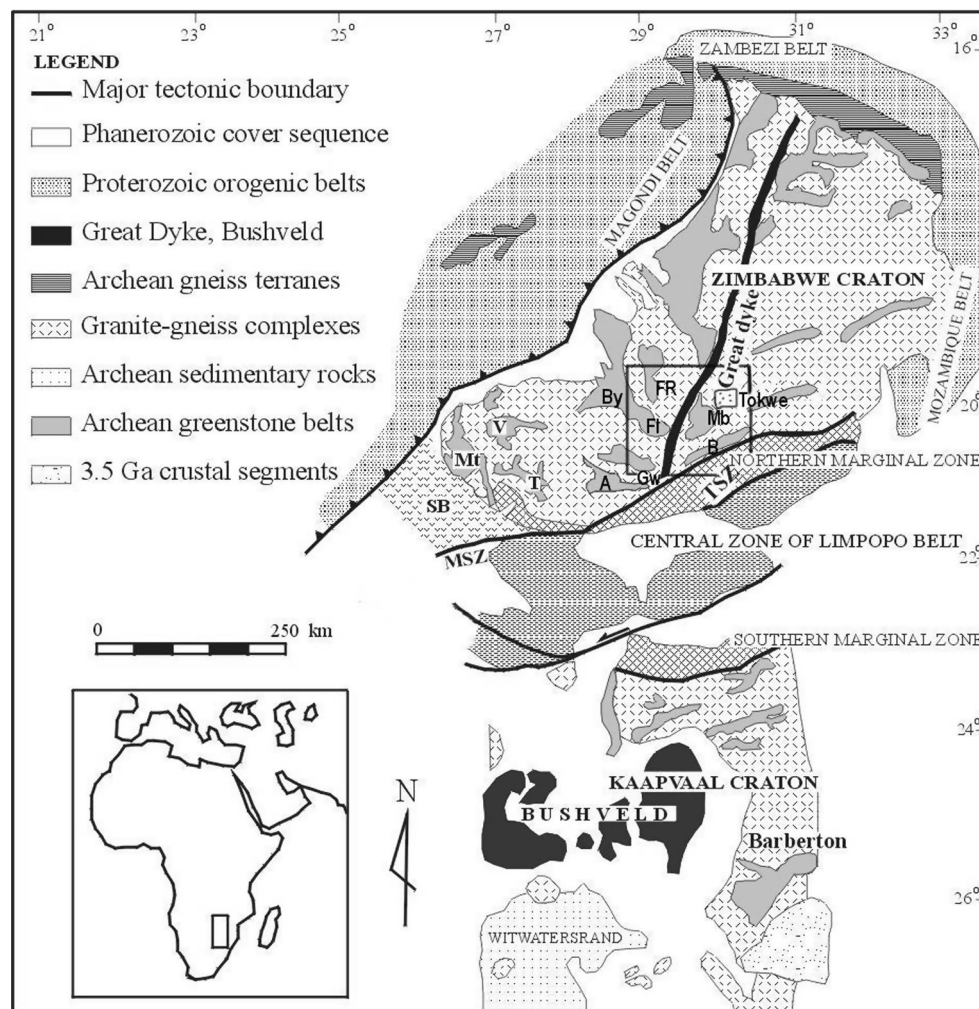 21° 23° 25° 27° 29° 31° 33°
16°
LEGEND
Major tectonic boundary
Phanerozoic cover sequence
Proterozoic orogenic belts
Great Dyke, Bushveld
Archean gneiss terranes
Granite-gneiss complexes
Archean sedimentary rocks
Archean greenstone belts
3.5 Ga crustal segments
ZAMBEZI BELT
MAGONDI BELT
ZIMBABWE CRATON
MOZAMBIQUE BELT
Great dyke
By
FR
Tokwe
20°
V
Fl
Mb
Mt
B
NORTHERN MARGINAL ZONE
T
A
Gw
TSZ
SB
CENTRAL ZONE OF LIMPOPO BELT
22°
MSZ
0 250 km
SOUTHERN MARGINAL ZONE
24°
N
KAAPVAAL CRATON
BUSHVELD
Barberton
26°
WITWATERSRAND